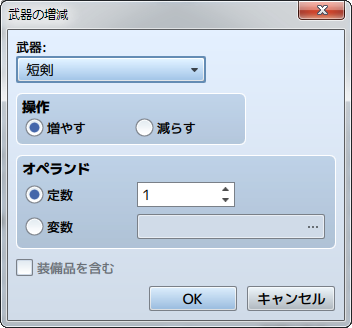 武器の増減
武器:
短剣
操作
増やす 減らす
オペランド
定数 1
変数 ...
装備品を含む
OK キャンセル